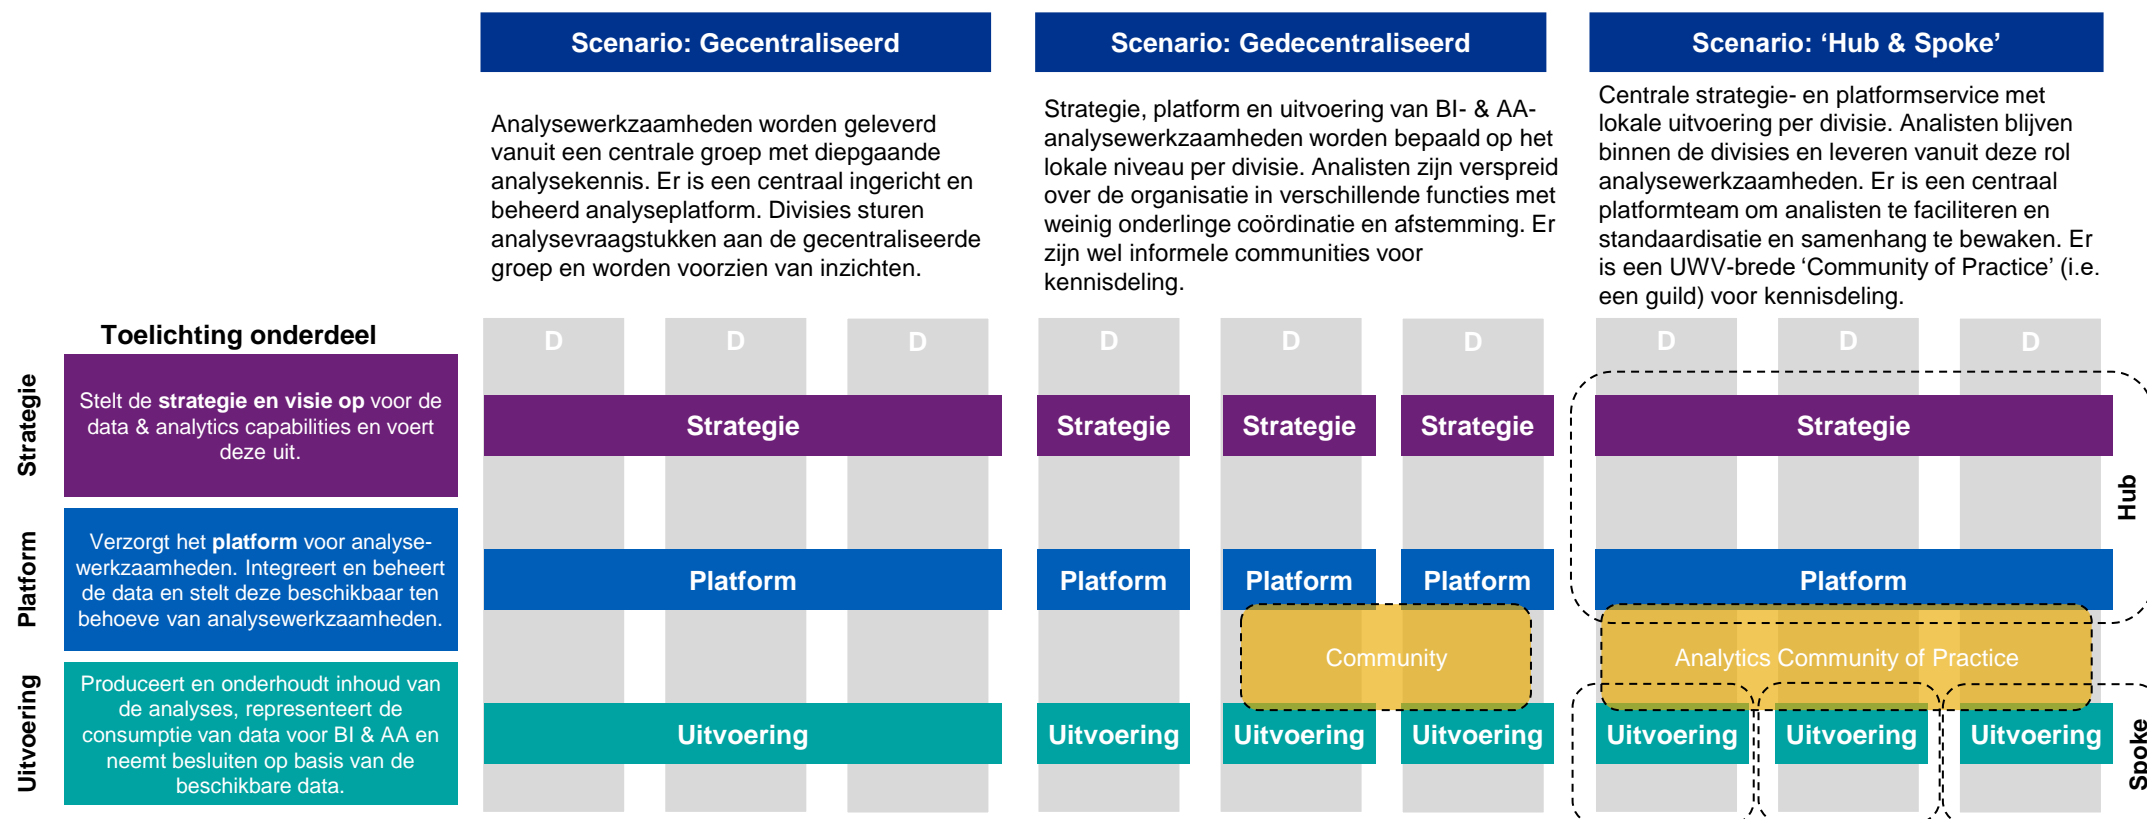 Scenario: Gecentraliseerd
Scenario: Gedecentraliseerd
Scenario: ‘Hub & Spoke’
Analysewerkzaamheden worden geleverd
vanuit een centrale groep met diepgaande
analysekennis. Er is een centraal ingericht en
beheerd analyseplatform. Divisies sturen
analysevraagstukken aan de gecentraliseerde
groep en worden voorzien van inzichten.
Strategie, platform en uitvoering van BI- & AA-
analysewerkzaamheden worden bepaald op het
lokale niveau per divisie. Analisten zijn verspreid
over de organisatie in verschillende functies met
weinig onderlinge coördinatie en afstemming. Er
zijn wel informele communities voor
kennisdeling.
Centrale strategie- en platformservice met
lokale uitvoering per divisie. Analisten blijven
binnen de divisies en leveren vanuit deze rol
analysewerkzaamheden. Er is een centraal
platformteam om analisten te faciliteren en
standaardisatie en samenhang te bewaken. Er
is een UWV-brede ‘Community of Practice’ (i.e.
een guild) voor kennisdeling.
Toelichting onderdeel
D
D
D
D
D
D
D
D
D
Strategie
Stelt de strategie en visie op voor de
data & analytics capabilities en voert
deze uit.
Strategie
Strategie
Strategie
Strategie
Strategie
Hub
Platform
Verzorgt het platform voor analyse-
werkzaamheden. Integreert en beheert
de data en stelt deze beschikbaar ten
behoeve van analysewerkzaamheden.
Platform
Platform
Platform
Platform
Platform
Community
Analytics Community of Practice
Uitvoering
Produceert en onderhoudt inhoud van
de analyses, representeert de
consumptie van data voor BI & AA en
neemt besluiten op basis van de
beschikbare data.
Uitvoering
Uitvoering
Uitvoering
Uitvoering
Uitvoering
Uitvoering
Uitvoering
Spoke